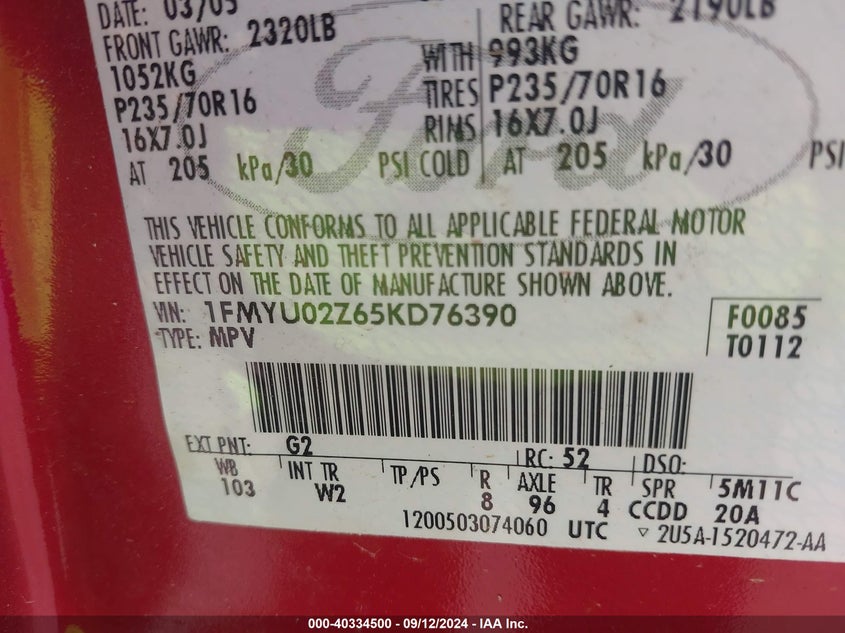 DATE: 03/05
FRONT GAWR: 2320LB
1052KG
P235/70R16
16X7.0J
AT 205 kPa/30 PSI COLD
REAR GAWR: 2190LB
WITH 993KG
TIRES P235/70R16
RIMS 16X7.0J
AT 205 kPa/30 PSI
Ford
THIS VEHICLE CONFORMS TO ALL APPLICABLE FEDERAL MOTOR
VEHICLE SAFETY AND THEFT PREVENTION STANDARDS IN
EFFECT ON THE DATE OF MANUFACTURE SHOWN ABOVE.
VIN: 1FMYU02Z65KD76390
TYPE: MPV
F0085
T0112
EXT PNT: G2 RC: 52 DSO:
WB INT TR TP/PS R AXLE TR SPR 5M11C
103 W2 8 96 4 CCDD 20A
1200503074060 UTC ▽ 2U5A-1520472-AA
000-40334500 - 09/12/2024 - IAA Inc.